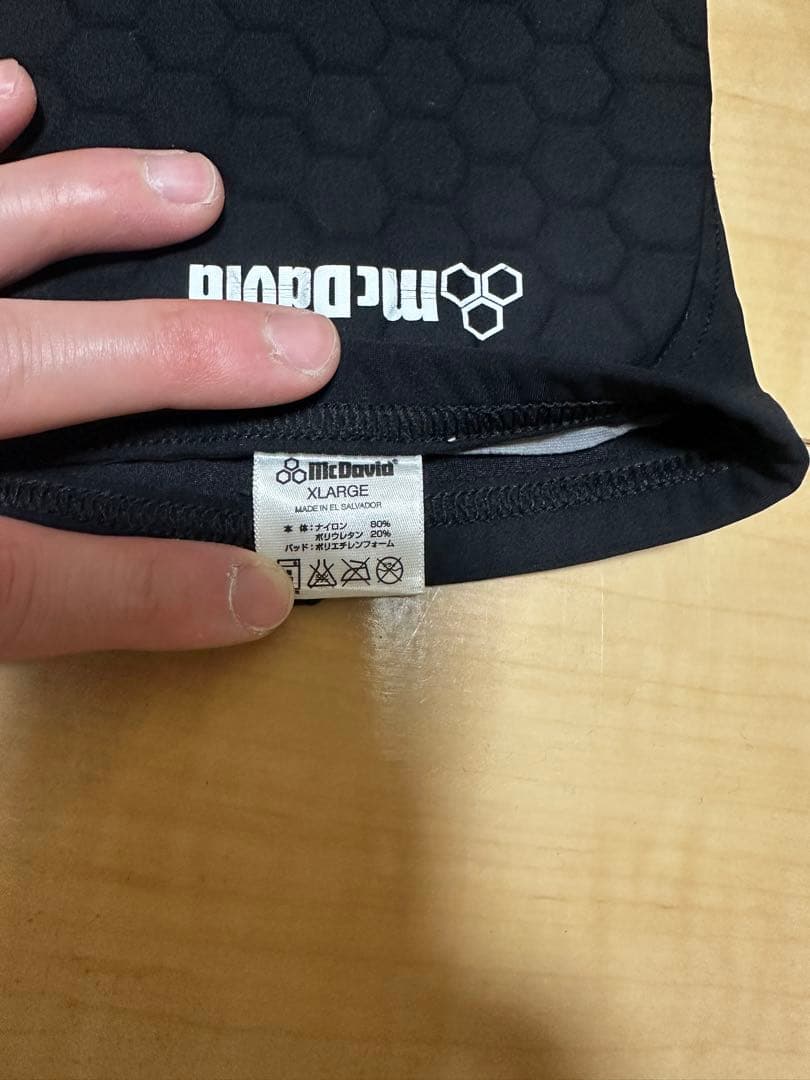 McDavid
McDavid®
XLARGE
MADE IN EL SALVADOR
本 体:ナイロン 80%
ポリウレタン 20%
パッド:ポリエチレンフォーム